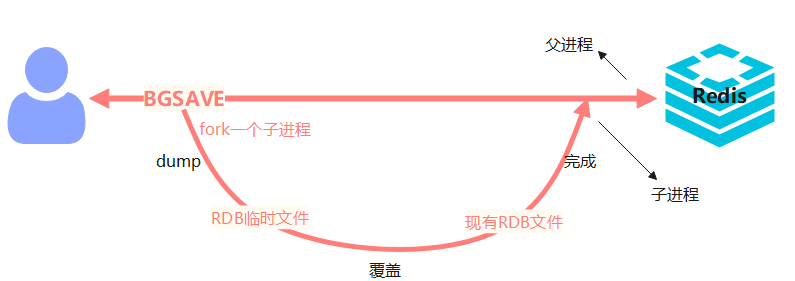 父进程
Redis
BGSAVE
fork一个子进程
dump
完成
子进程
RDB临时文件
现有RDB文件
覆盖